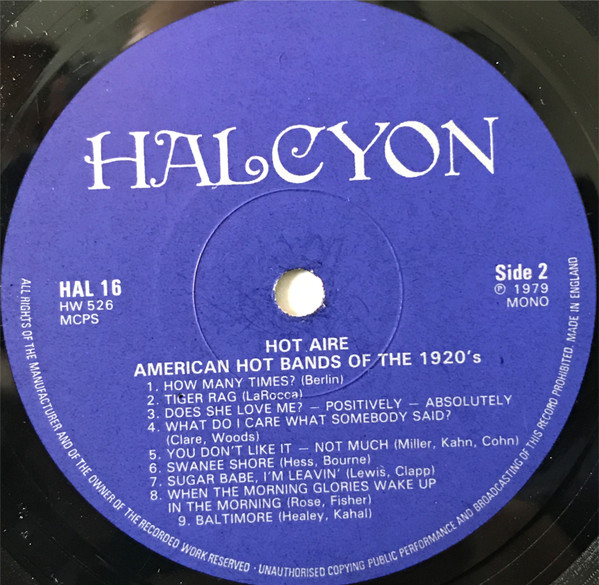 HALCYON
HAL 16
HW 526
MCPS
Side 2
℗ 1979
MONO
HOT AIRE
AMERICAN HOT BANDS OF THE 1920's
1. HOW MANY TIMES? (Berlin)
2. TIGER RAG (LaRocca)
3. DOES SHE LOVE ME? – POSITIVELY – ABSOLUTELY
4. WHAT DO I CARE WHAT SOMEBODY SAID?
(Clare, Woods)
5. YOU DON'T LIKE IT – NOT MUCH (Miller, Kahn, Cohn)
6. SWANEE SHORE (Hess, Bourne)
7. SUGAR BABE, I'M LEAVIN' (Lewis, Clapp)
8. WHEN THE MORNING GLORIES WAKE UP
IN THE MORNING (Rose, Fisher)
9. BALTIMORE (Healey, Kahal)
ALL RIGHTS OF THE MANUFACTURER AND OF THE OWNER OF THE RECORDED WORK RESERVED · UNAUTHORISED COPYING PUBLIC PERFORMANCE AND BROADCASTING OF THIS RECORD PROHIBITED. MADE IN ENGLAND